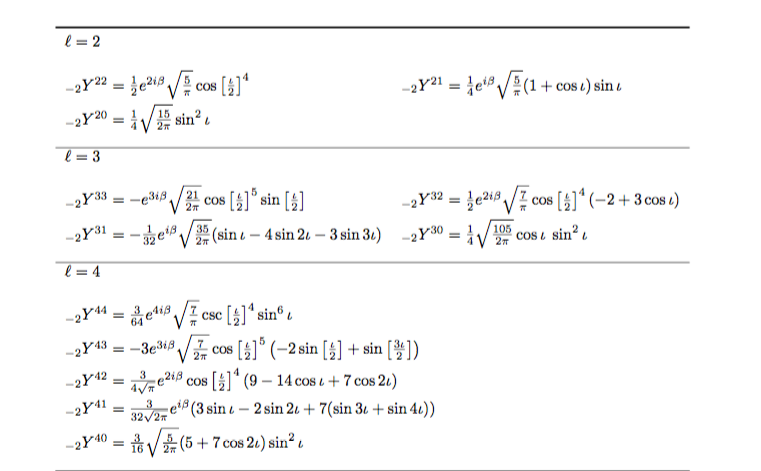 ℓ = 2
₋₂Y²² = ½e^{2iβ}√(5/π) cos [ι/2]⁴    ₋₂Y²¹ = ¼e^{iβ}√(5/π)(1 + cos ι) sin ι
₋₂Y²⁰ = ¼√(15/2π) sin² ι
ℓ = 3
₋₂Y³³ = −e^{3iβ}√(21/2π) cos [ι/2]⁵ sin [ι/2]    ₋₂Y³² = ½e^{2iβ}√(7/π) cos [ι/2]⁴ (−2 + 3 cos ι)
₋₂Y³¹ = −(1/32)e^{iβ}√(35/2π)(sin ι − 4 sin 2ι − 3 sin 3ι)    ₋₂Y³⁰ = ¼√(105/2π) cos ι sin² ι
ℓ = 4
₋₂Y⁴⁴ = (3/64)e^{4iβ}√(7/π) csc [ι/2]⁴ sin⁶ ι
₋₂Y⁴³ = −3e^{3iβ}√(7/2π) cos [ι/2]⁵ (−2 sin [ι/2] + sin [3ι/2])
₋₂Y⁴² = (3/4√π)e^{2iβ} cos [ι/2]⁴ (9 − 14 cos ι + 7 cos 2ι)
₋₂Y⁴¹ = (3/32√2π)e^{iβ}(3 sin ι − 2 sin 2ι + 7(sin 3ι + sin 4ι))
₋₂Y⁴⁰ = (3/16)√(5/2π)(5 + 7 cos 2ι) sin² ι